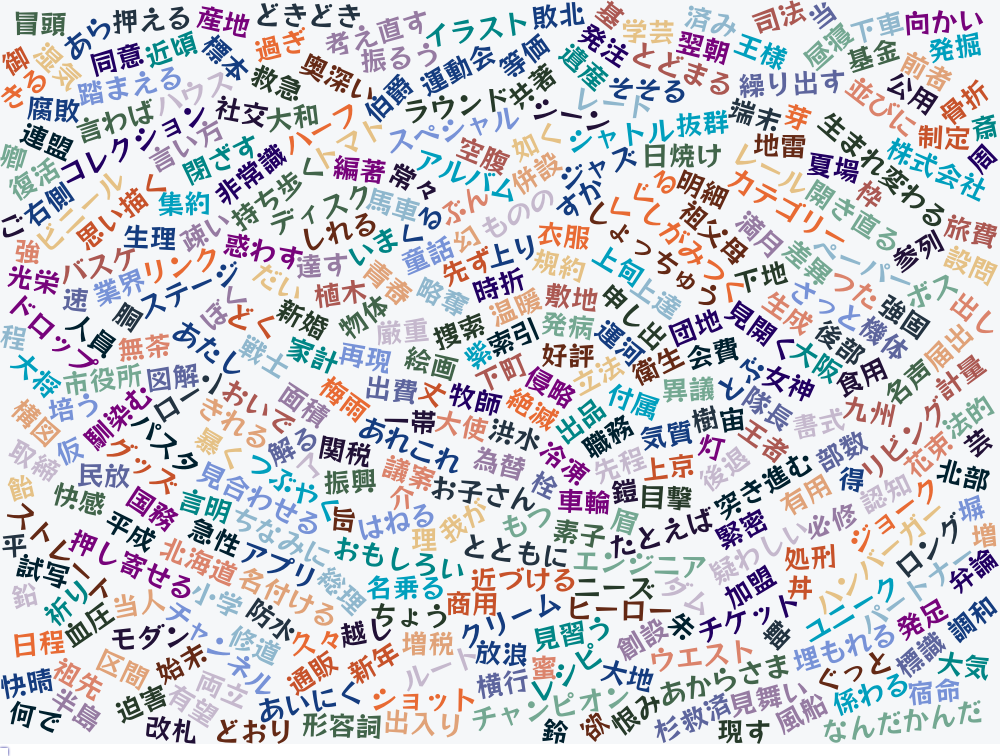 冒頭
あら
押える
産地
どきどき
考え直す
振るう
イラスト
敗北
基
学芸
済み
司法
当
昼寝
下車
向かい
発掘
御
湿気
同意
近頃
標本
過ぎ
奥深い
伯爵
運動会
等価
発注
遺産
とどまる
翌朝
王様
基金
前者
きる
踏まえる
ハウス
救急
そそる
繰り出す
公用
骨折
腐敗
言わば
社交
大和
ハーフ
トマト
ラウンド
共著
レード
シーン
シャトル
抜群
端末
芽
並びに
制定
斎
連盟
コレクション
言い方
閉ざす
スペシャル
空腹
如く
ジャズ
日焼け
地雷
生まれ変わる
株式会社
園
卿
復活
非常識
編著
常々
アルバム
併設
レール
夏場
枠
右側
ビニール
思い描く
集約
持ち歩く
ディスク
馬車
ぶん
ものの
明細
カテゴリー
開き直る
旅費
生理
疎い
惑わす
しれる
いま
くる
童話
幻
上り
衣服
しがみつく
しょっちゅう
祖父母
満月
差異
ペーパー
参列
設問
強
光栄
バスケ
業界
リンク
達す
先ず
規約
上旬
上達
下地
つた
速
ステージ
胴
だい
植木
青春
略奪
時折
敷地
申し出
生成
さっと
強固
ボス
出し
ドロップ
人員
無茶
ぼく
どく
新婚
物体
厳重
捜索
索引
温暖
発病
運河
団地
見開く
後部
機体
届出
程
あたし
戦士
家計
再現
絵画
紫
下町
好評
衛生
会費
大阪
食用
名声
計量
大将
市役所
図解
ハロー
面積
梅雨
出費
丈
牧師
絶滅
侵略
立法
付属
異議
とぶ
女神
構図
培う
馴染む
パスタ
きれる
おいでる
一帯
大使
洪水
出品
職務
気質
樹
宙
隊長
書式
九州
リビング
法的
仮
取締
暴く
解く
関税
あれこれ
冷凍
先程
上京
灯
後退
王者
部数
花束
芸
民放
グッズ
つぶやく
振興
議案
為替
栓
突き進む
得
北部
飴
快感
国務
見合わせる
言明
旨
介
お子さん
車輪
鎧
目撃
有用
認知
ストレート
平成
急性
ちなみに
はねる
理
我が
もつ
素子
眉
たとえば
緊密
必修
ジョーク
塀
平
押し寄せる
北海道
アプリ
総理
おもしろい
とともに
エンジニア
疑わしい
処刑
ハンバーガー
ロング
増
試写
鉛
祈り
名付ける
名乗る
近づける
ニーズ
加盟
丼
弁論
血圧
当人
小学
防水
ちょう
商用
クリーム
ヒーロー
チケット
ユニーク
パートナー
日程
モダン
チャンネル
修道
久々
越し
増税
見習う
創設
埋もれる
発足
調和
快晴
祖先
区間
始末
通販
新年
ルート
放浪
レシピ
蜜
大地
ウエスト
ぐっと
標識
大気
半島
迫害
有望
両立
あいにく
ショット
横行
チャンピオン
恨み
あからさま
見舞い
係わる
宿命
何で
改札
どおり
形容詞
出入り
鈴
欲
杉
救済
現す
風船
なんだかんだ